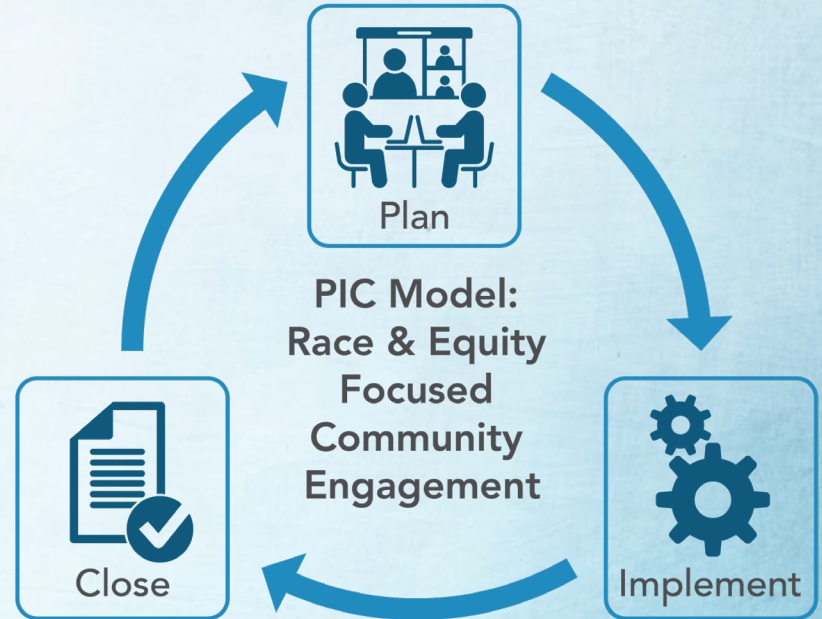 Plan
PIC Model:
Race & Equity
Focused
Community
Engagement
Close
Implement